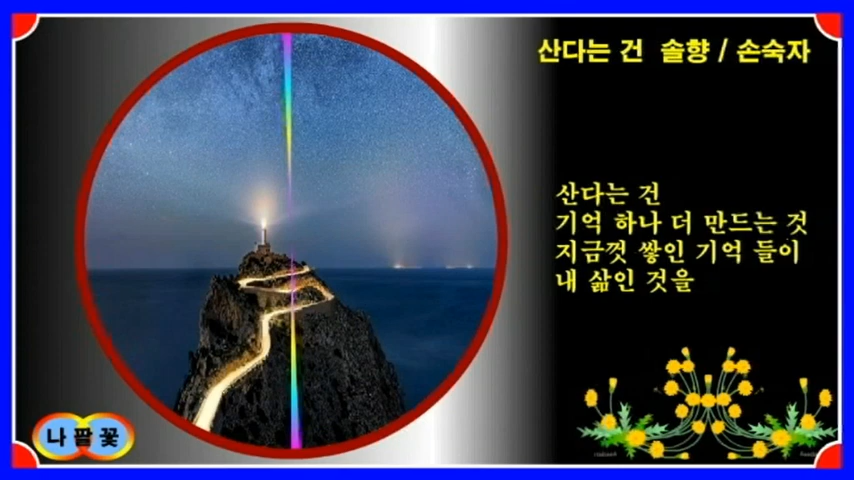 산다는 건 솔향 / 손숙자
산다는 건
기억 하나 더 만드는 것
지금껏 쌓인 기억 들이
내 삶인 것을
나 팔 꽃